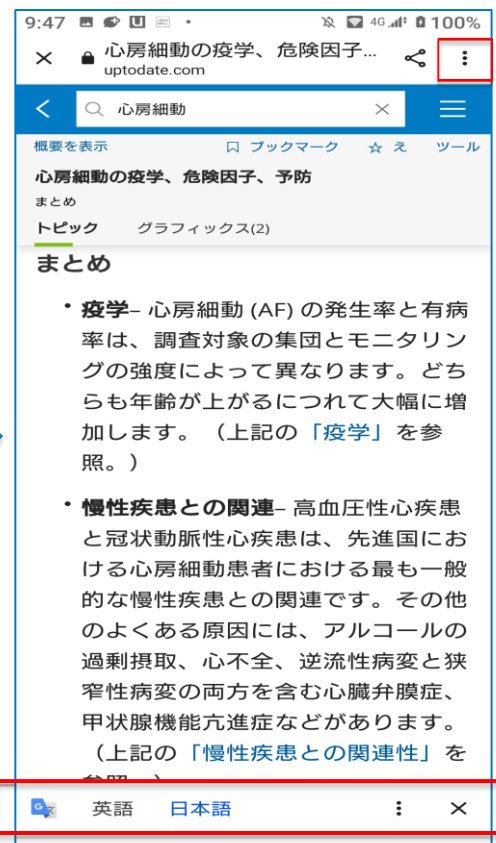 9:47 4G 100%
心房細動の疫学、危険因子...
uptodate.com
心房細動
概要を表示 ブックマーク え ツール
心房細動の疫学、危険因子、予防
まとめ
トピック グラフィックス(2)
まとめ
• 疫学– 心房細動 (AF) の発生率と有病
率は、調査対象の集団とモニタリン
グの強度によって異なります。どち
らも年齢が上がるにつれて大幅に増
加します。（上記の「疫学」を参
照。）
• 慢性疾患との関連– 高血圧性心疾患
と冠状動脈性心疾患は、先進国にお
ける心房細動患者における最も一般
的な慢性疾患との関連です。その他
のよくある原因には、アルコールの
過剰摂取、心不全、逆流性病変と狭
窄性病変の両方を含む心臓弁膜症、
甲状腺機能亢進症などがあります。
（上記の「慢性疾患との関連性」を
英語 日本語